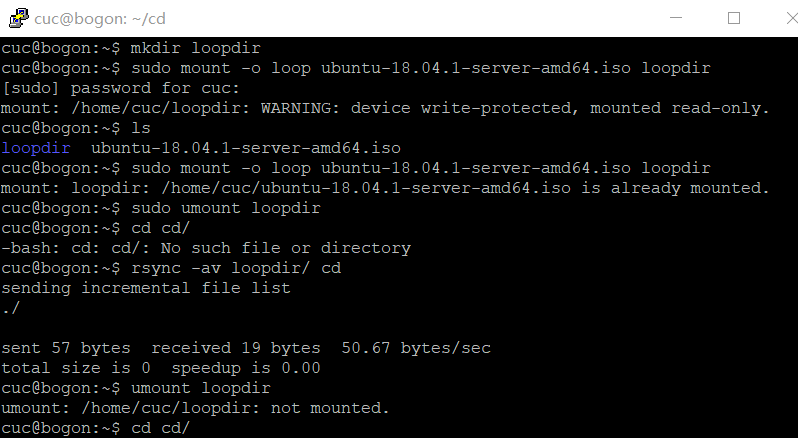 cuc@bogon: ~/cd
cuc@bogon:~$ mkdir loopdir
cuc@bogon:~$ sudo mount -o loop ubuntu-18.04.1-server-amd64.iso loopdir
[sudo] password for cuc:
mount: /home/cuc/loopdir: WARNING: device write-protected, mounted read-only.
cuc@bogon:~$ ls
loopdir  ubuntu-18.04.1-server-amd64.iso
cuc@bogon:~$ sudo mount -o loop ubuntu-18.04.1-server-amd64.iso loopdir
mount: loopdir: /home/cuc/ubuntu-18.04.1-server-amd64.iso is already mounted.
cuc@bogon:~$ sudo umount loopdir
cuc@bogon:~$ cd cd/
-bash: cd: cd/: No such file or directory
cuc@bogon:~$ rsync -av loopdir/ cd
sending incremental file list
./
sent 57 bytes  received 19 bytes  50.67 bytes/sec
total size is 0  speedup is 0.00
cuc@bogon:~$ umount loopdir
umount: /home/cuc/loopdir: not mounted.
cuc@bogon:~$ cd cd/